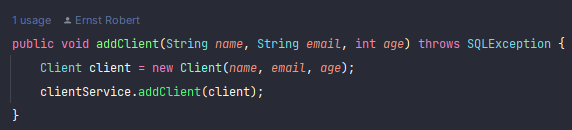 1 usage Ernst Robert
public void addClient(String name, String email, int age) throws SQLException {
Client client = new Client(name, email, age);
clientService.addClient(client);
}